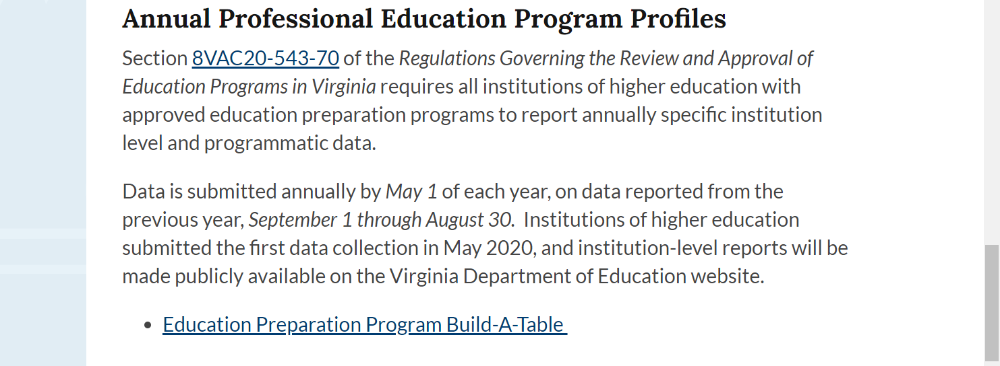 Annual Professional Education Program Profiles
Section 8VAC20-543-70 of the Regulations Governing the Review and Approval of
Education Programs in Virginia requires all institutions of higher education with
approved education preparation programs to report annually specific institution
level and programmatic data.
Data is submitted annually by May 1 of each year, on data reported from the
previous year, September 1 through August 30.  Institutions of higher education
submitted the first data collection in May 2020, and institution-level reports will be
made publicly available on the Virginia Department of Education website.
• Education Preparation Program Build-A-Table